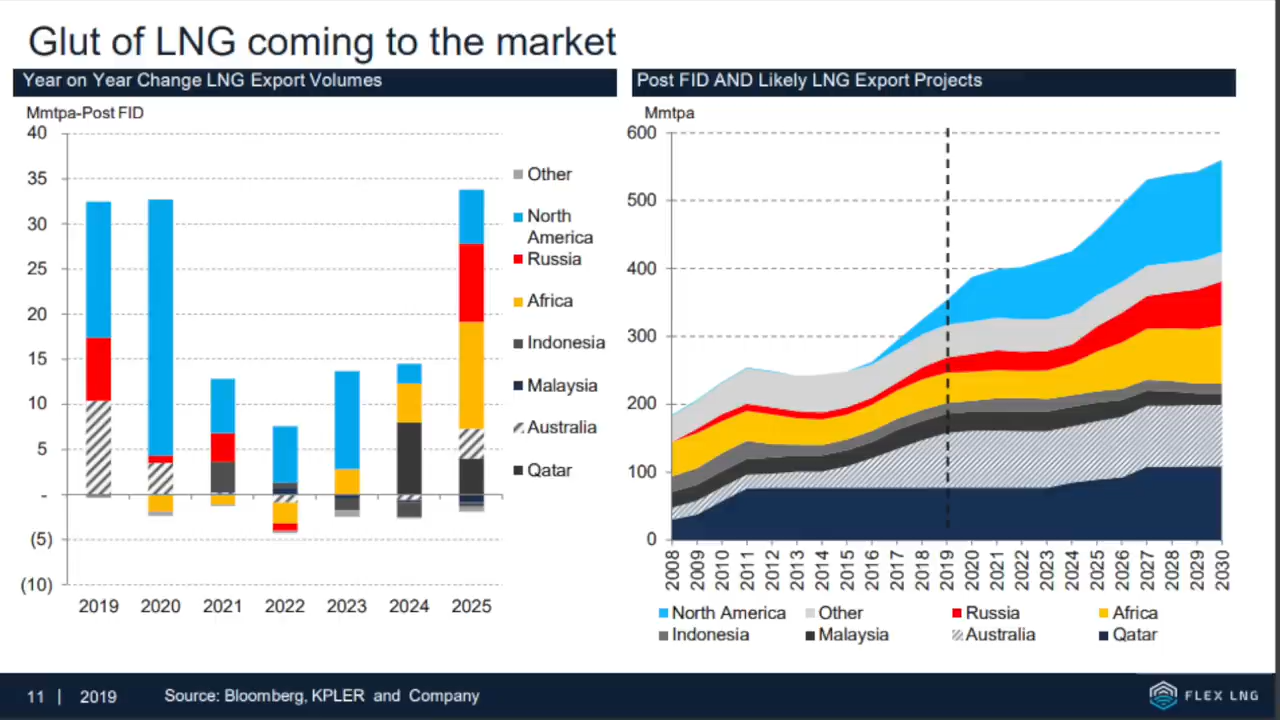 Glut of LNG coming to the market
Year on Year Change LNG Export Volumes
Mmtpa-Post FID
40
35
30
25
20
15
10
5
-
(5)
(10)
2019 2020 2021 2022 2023 2024 2025
Other
North
America
Russia
Africa
Indonesia
Malaysia
Australia
Qatar
Post FID AND Likely LNG Export Projects
Mmtpa
600
500
400
300
200
100
0
2008 2009 2010 2011 2012 2013 2014 2015 2016 2017 2018 2019 2020 2021 2022 2023 2024 2025 2026 2027 2028 2029 2030
North America Other Russia Africa
Indonesia Malaysia Australia Qatar
11 | 2019 Source: Bloomberg, KPLER and Company
FLEX LNG